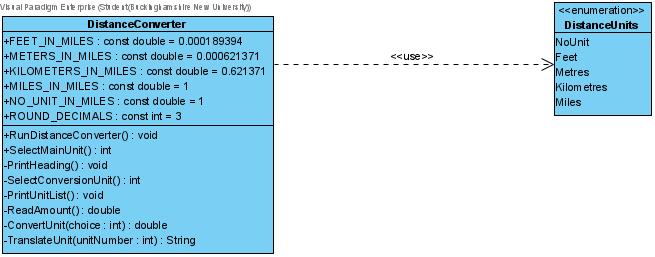 Visual Paradigm Enterprise (Student(Buckinghamshire New University))
DistanceConverter
+FEET_IN_MILES : const double = 0.000189394
+METERS_IN_MILES : const double = 0.000621371
+KILOMETERS_IN_MILES : const double = 0.621371
+MILES_IN_MILES : const double = 1
+NO_UNIT_IN_MILES : const double = 1
+ROUND_DECIMALS : const int = 3
+RunDistanceConverter() : void
+SelectMainUnit() : int
-PrintHeading() : void
-SelectConversionUnit() : int
-PrintUnitList() : void
-ReadAmount() : double
-ConvertUnit(choice : int) : double
-TranslateUnit(unitNumber : int) : String
<<use>>
<<enumeration>>
DistanceUnits
NoUnit
Feet
Metres
Kilometres
Miles